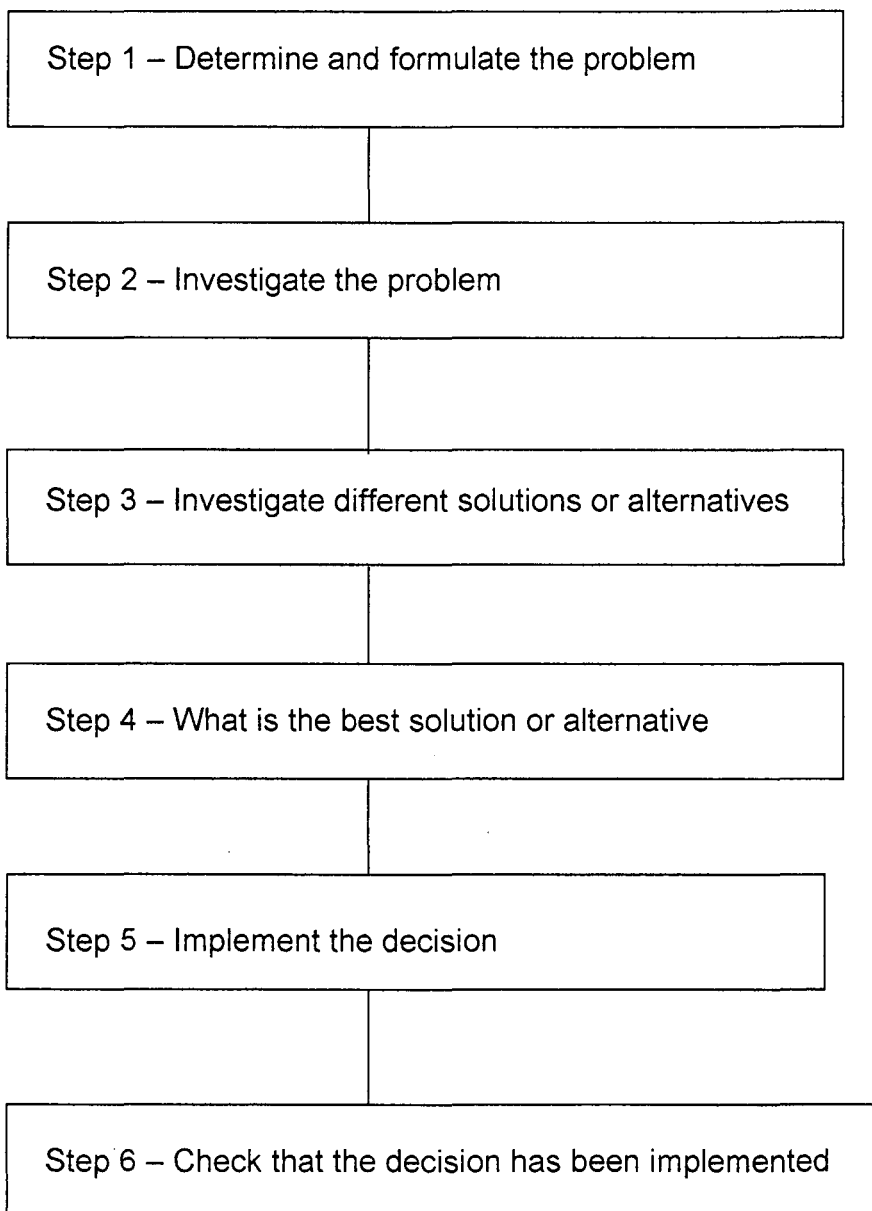 Step 1 – Determine and formulate the problem
Step 2 – Investigate the problem
Step 3 – Investigate different solutions or alternatives
Step 4 – What is the best solution or alternative
Step 5 – Implement the decision
Step 6 – Check that the decision has been implemented